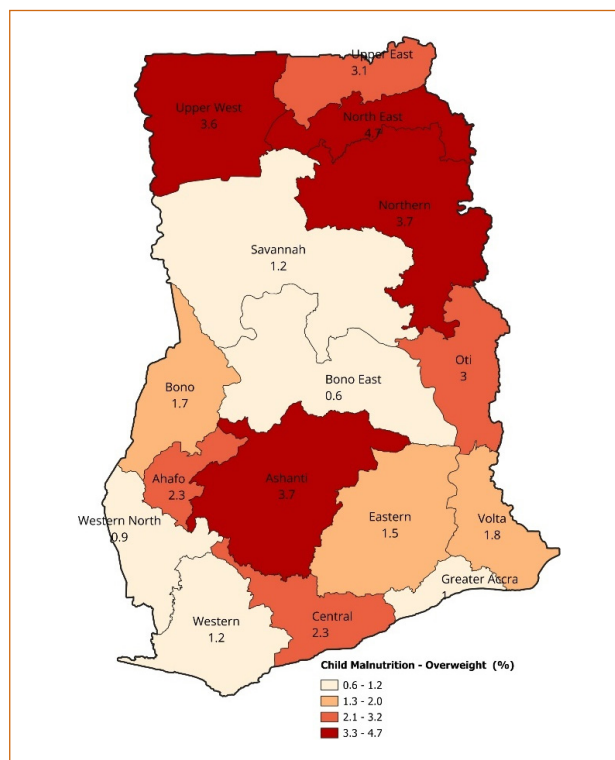 Upper East
3.1
Upper West
3.6
North East
4.7
Northern
3.7
Savannah
1.2
Oti
3
Bono East
0.6
Bono
1.7
Ahafo
2.3
Ashanti
3.7
Western North
0.9
Eastern
1.5
Volta
1.8
Greater Accra
1
Western
1.2
Central
2.3
Child Malnutrition - Overweight (%)
0.6 - 1.2
1.3 - 2.0
2.1 - 3.2
3.3 - 4.7